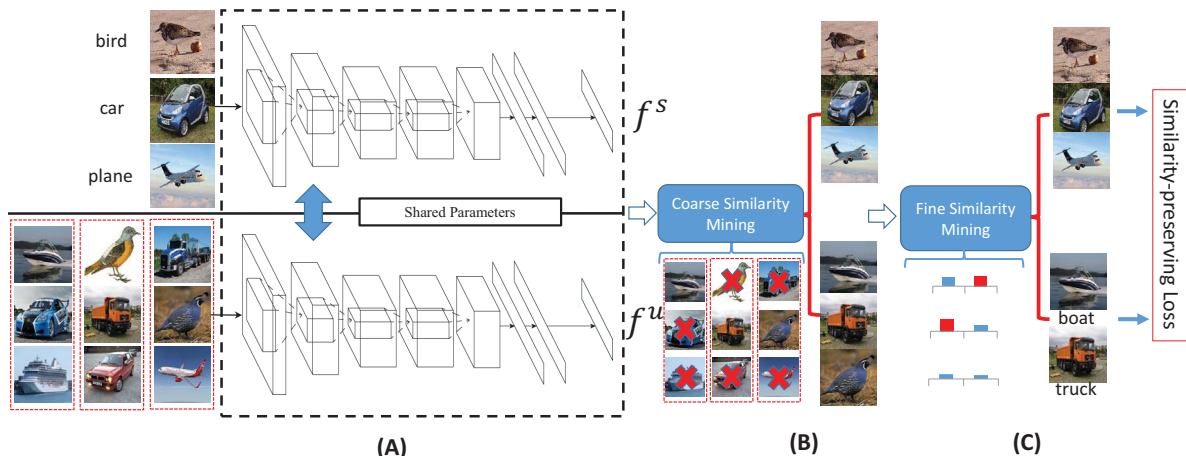 bird
car
plane
f^s
Shared Parameters
f^u
Coarse Similarity
Mining
Fine Similarity
Mining
boat
truck
Similarity-preserving Loss
(A)
(B)
(C)